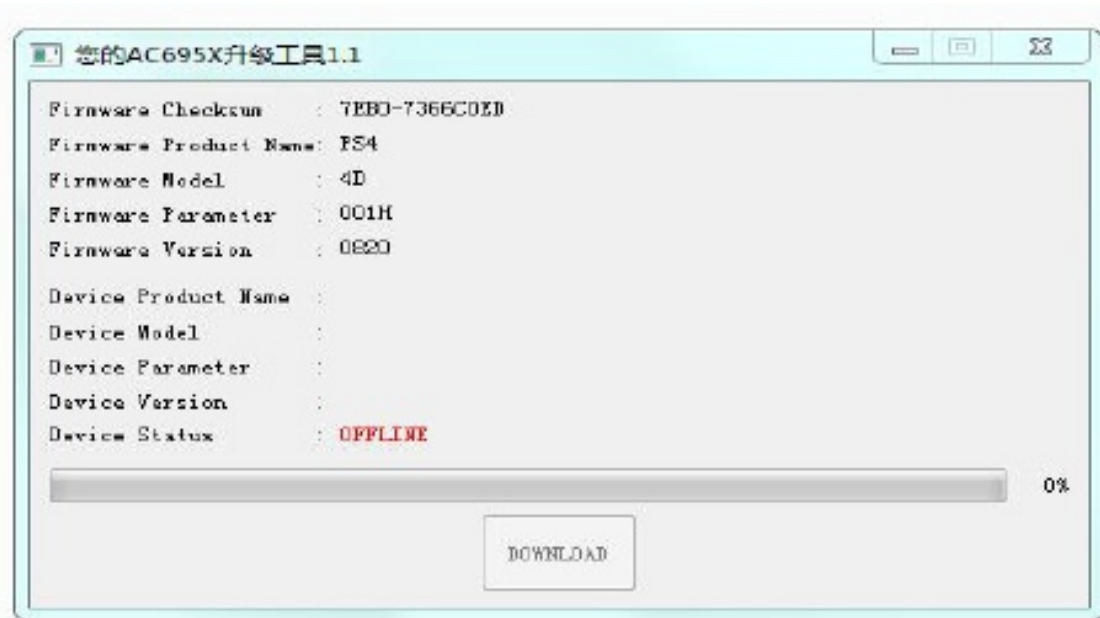 您的AC695X升级工具1.1
Firmware Checksum : 7EB0-7366C0ED
Firmware Product Name: PS4
Firmware Model : 4D
Firmware Parameter : 001H
Firmware Version : 0820
Device Product Name :
Device Model :
Device Parameter :
Device Version :
Device Status : OFFLINE
0%
DOWNLOAD